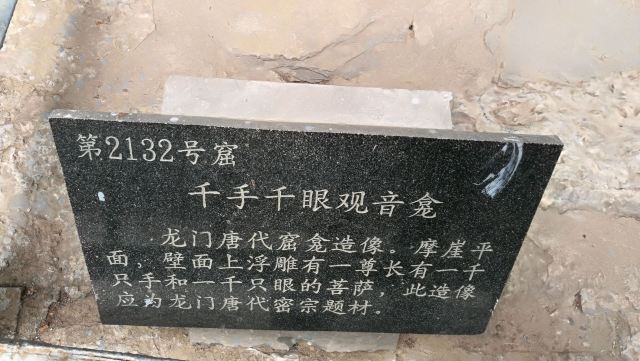 第2132号窟
千手千眼观音龛
龙门唐代窟龛造像。摩崖平
面，壁面上浮雕有一尊长有一千
只手和一千只眼的菩萨，此造像
应为龙门唐代密宗题材。